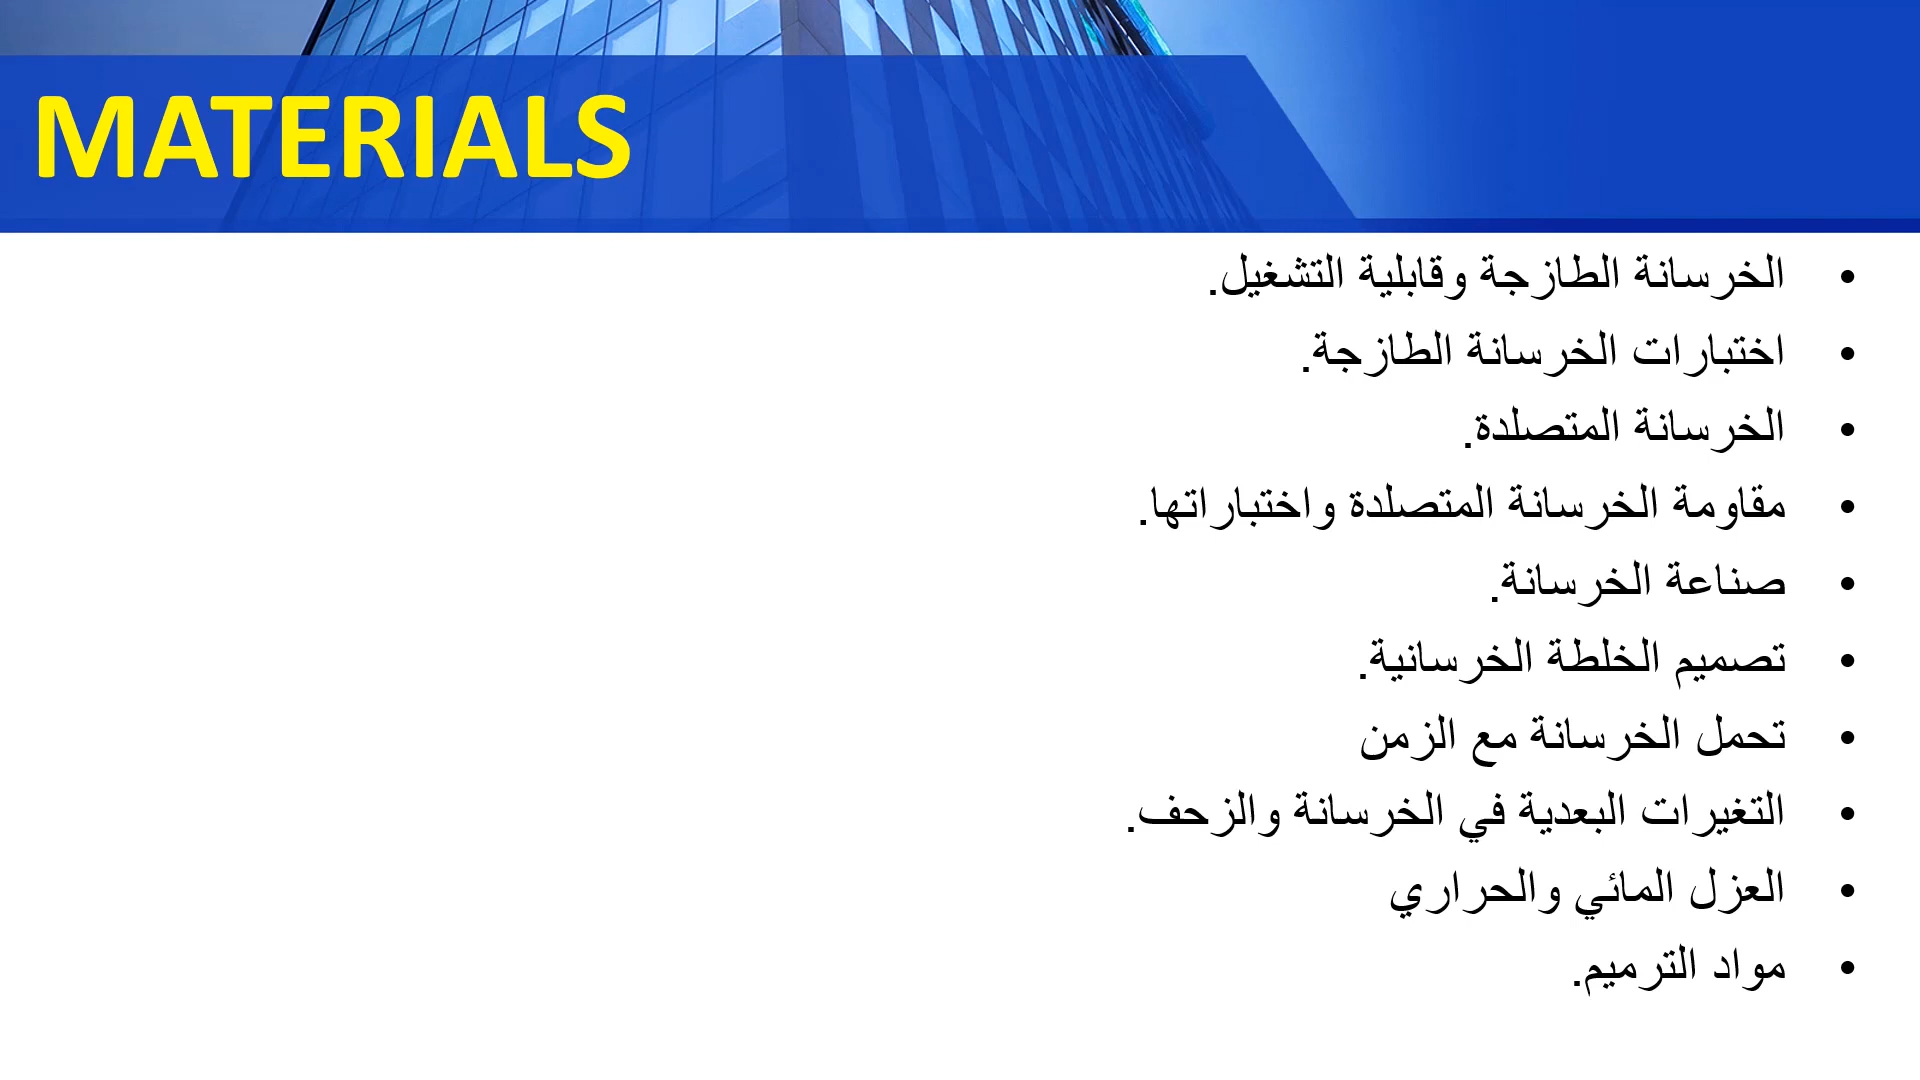 MATERIALS
• الخرسانة الطازجة وقابلية التشغيل.
• اختبارات الخرسانة الطازجة.
• الخرسانة المتصلدة.
• مقاومة الخرسانة المتصلدة واختباراتها.
• صناعة الخرسانة.
• تصميم الخلطة الخرسانية.
• تحمل الخرسانة مع الزمن
• التغيرات البعدية في الخرسانة والزحف.
• العزل المائي والحراري
• مواد الترميم.